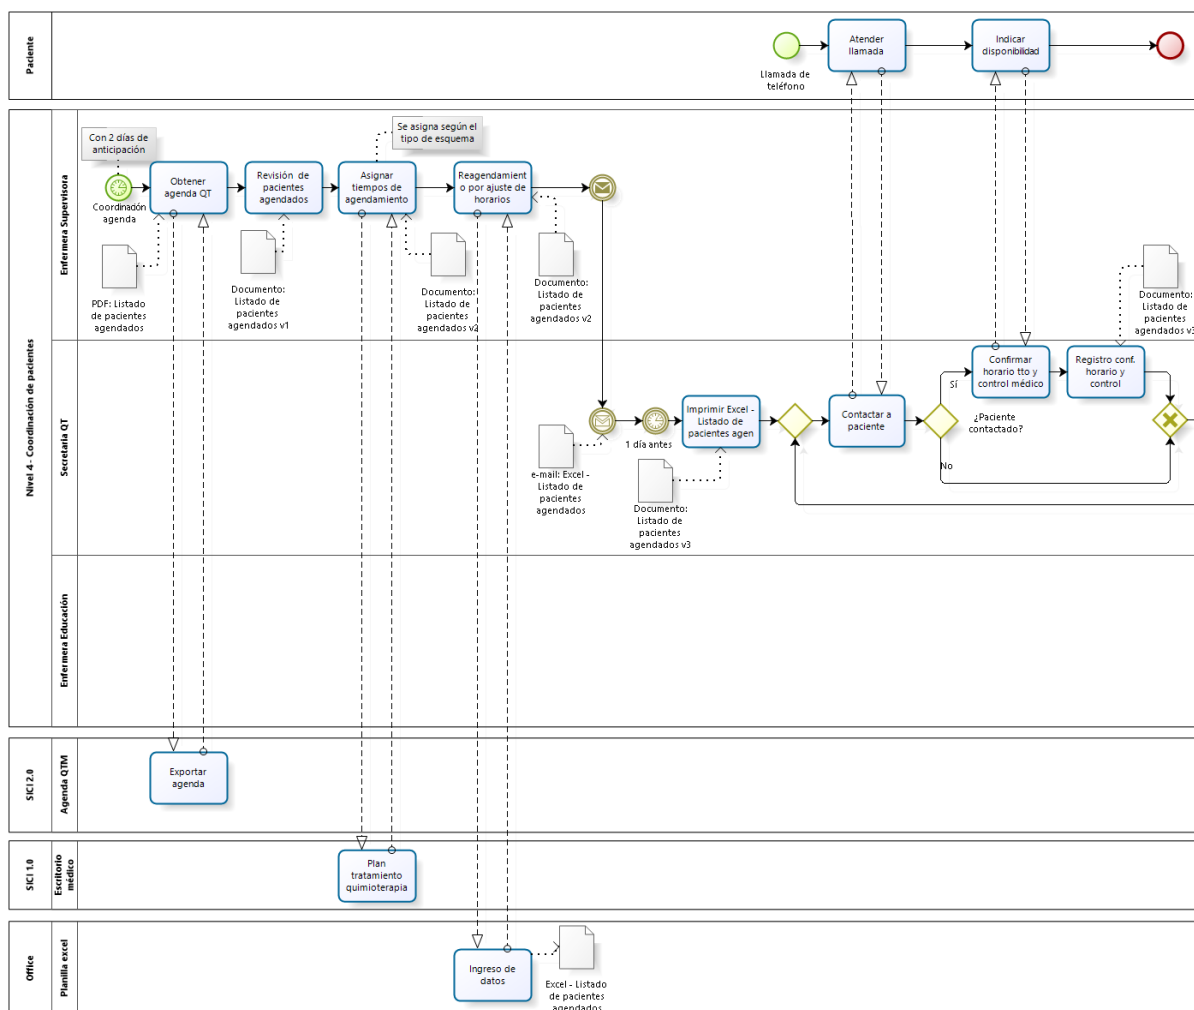 Paciente
Llamada de
teléfono
Atender
llamada
Indicar
disponibilidad
Nivel 4- Coordinación de pacientes
Enfermera Supervisora
Con 2 días de
anticipación
Coordinación
agenda
Obtener
agenda QT
Revisión de
pacientes
agendados
Asignar
tiempos de
agendamiento
Se asigna según el
tipo de esquema
Reagendamient
o por ajuste de
horarios
PDF: Listado
de pacientes
agendados
Documento:
Listado de
pacientes
agendados v1
Documento:
Listado de
pacientes
agendados v2
Documento:
Listado de
pacientes
agendados v2
Documento:
Listado de
pacientes
agendados v3
Secretaria QT
e-mail: Excel -
Listado de
pacientes
agendados
1 día antes
Imprimir Excel -
Listado de
pacientes agen
Documento:
Listado de
pacientes
agendados v3
Contactar a
paciente
Sí
No
¿Paciente
contactado?
Confirmar
horario tto y
control médico
Registro conf.
horario y
control
Enfermera Educación
SICI 2.0
Agenda QTM
Exportar
agenda
SICI 1.0
Escritorio
médico
Plan
tratamiento
quimioterapia
Office
Planilla excel
Ingreso de
datos
Excel - Listado
de pacientes
agendados